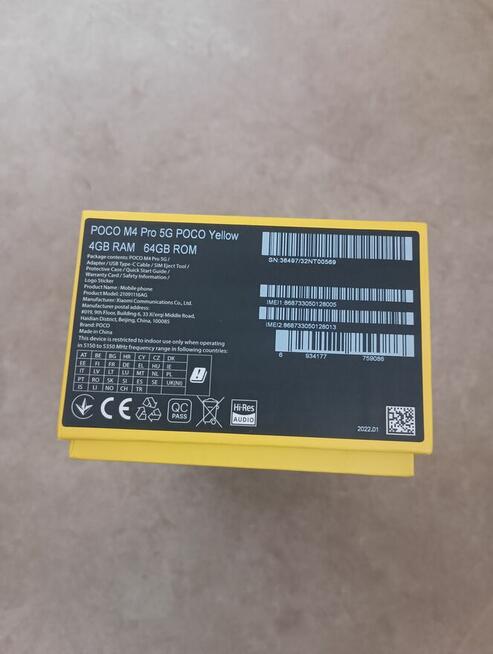 POCO M4 Pro 5G POCO Yellow
4GB RAM 64GB ROM
Package contents: POCO M4 Pro 5G /
Adapter / USB Type-C Cable / SIM Eject Tool /
Protective Case / Quick Start Guide /
Warranty Card / Safety Information /
Logo Sticker
Product Name : Mobile phone
Product Model: 21091116AG
Manufacturer: Xiaomi Communications Co., Ltd.
Manufacturer postal address:
#019, 9th Floor, Building 6, 33 Xi'erqi Middle Road,
Haidian District, Beijing, China, 100085
Brand: POCO
Made in China
This device is restricted to indoor use only when operating
in 5150 to 5350 MHz frequency range in following countries:
AT BE BG HR CY CZ DK
EE FI FR DE EL HU IE
IT LV LT LU MT NL PL
PT RO SK SI ES SE UK(NI)
IS LI NO CH TR
CE
QC
PASS
Hi-Res
AUDIO
SN:36497/32NT00569
IMEI1:868733050128005
IMEI2:868733050128013
6 934177 759086
2022.01